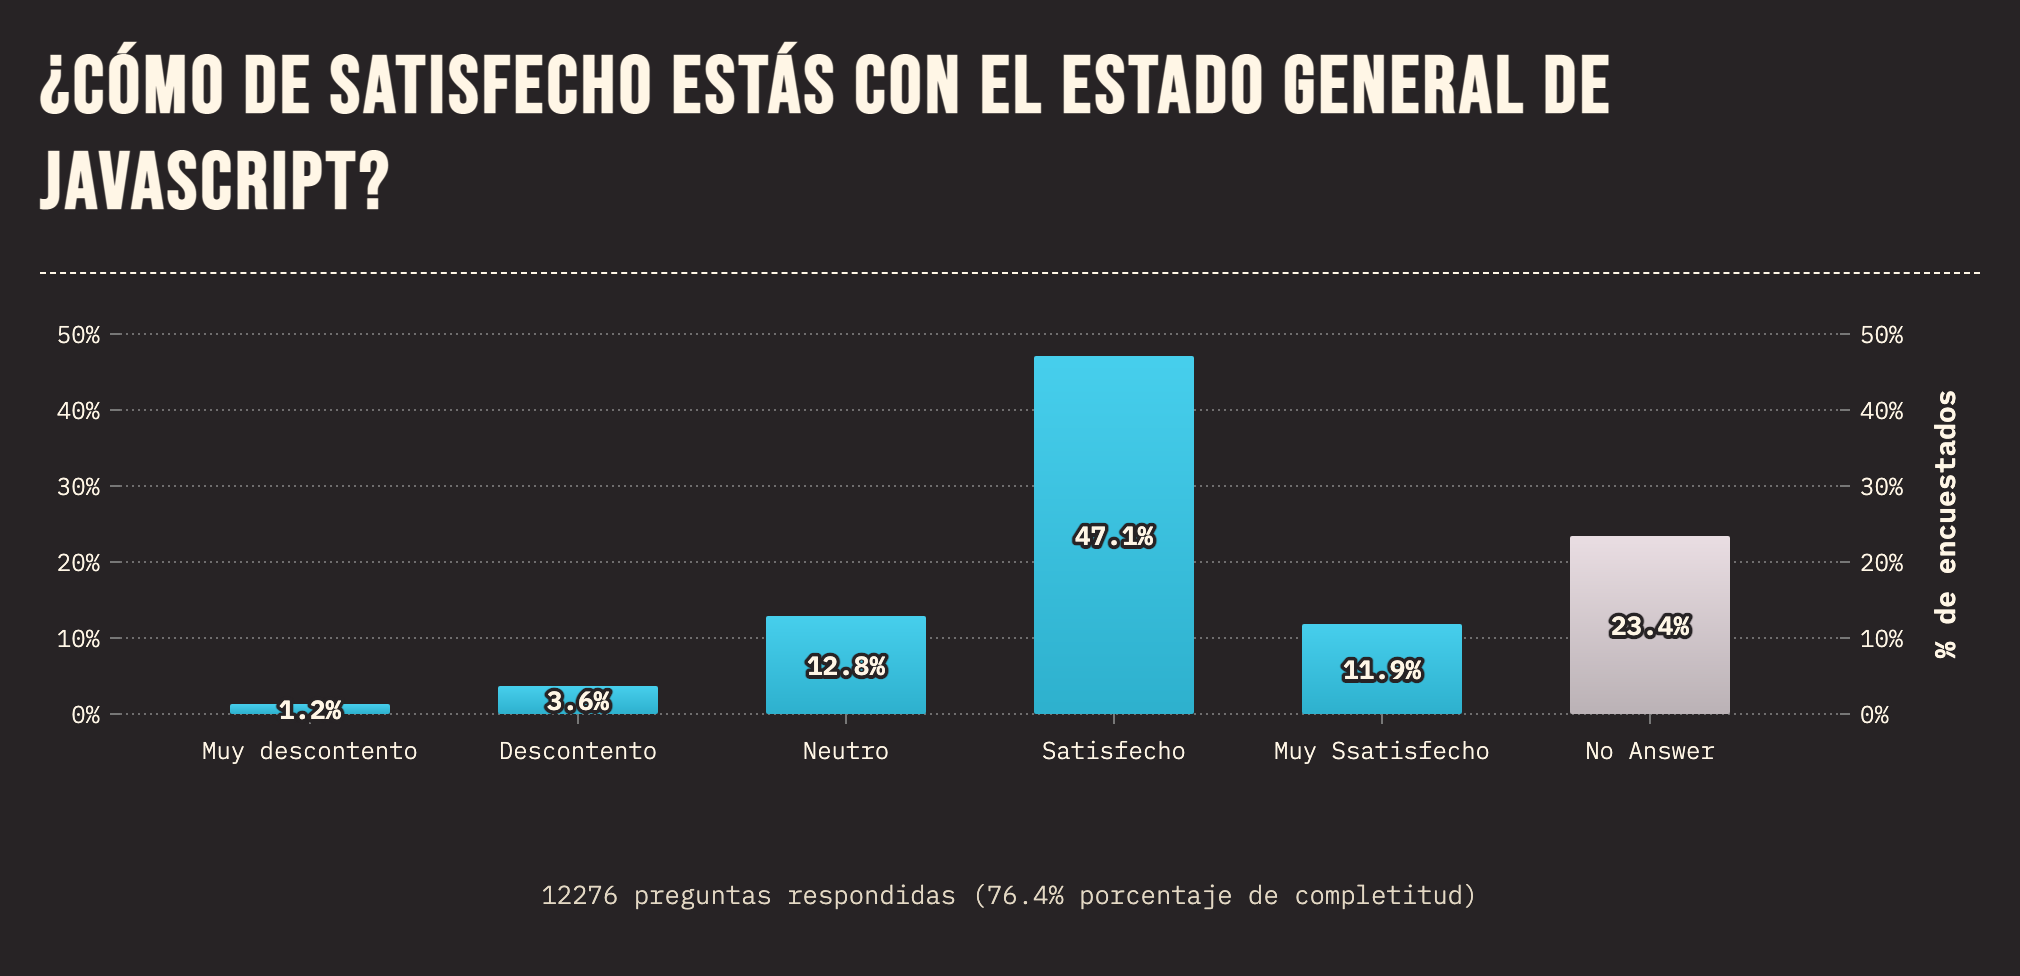 ¿CÓMO DE SATISFECHO ESTÁS CON EL ESTADO GENERAL DE
JAVASCRIPT?
50%
50%
40%
40%
30%
30%
20%
20%
10%
10%
0%
0%
% de encuestados
1.2%
3.6%
12.8%
47.1%
11.9%
23.4%
Muy descontento
Descontento
Neutro
Satisfecho
Muy Ssatisfecho
No Answer
12276 preguntas respondidas (76.4% porcentaje de completitud)